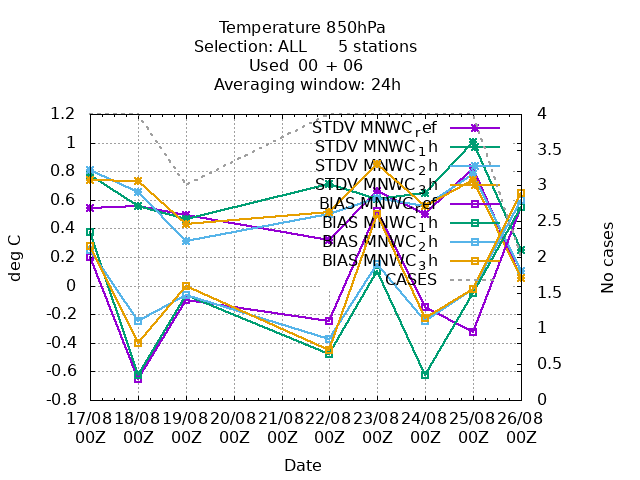 Temperature 850hPa
Selection: ALL 5 stations
Used 00 + 06
Averaging window: 24h
1.2
1
0.8
0.6
0.4
0.2
0
-0.2
-0.4
-0.6
-0.8
deg C
STDV MNWC_ref
STDV MNWC_1h
STDV MNWC_2h
STDV MNWC_3h
BIAS MNWC_ref
BIAS MNWC_1h
BIAS MNWC_2h
BIAS MNWC_3h
CASES
4
3.5
3
2.5
2
1.5
1
0.5
0
No cases
17/08 18/08 19/08 20/08 21/08 22/08 23/08 24/08 25/08 26/08
00Z 00Z 00Z 00Z 00Z 00Z 00Z 00Z 00Z 00Z
Date